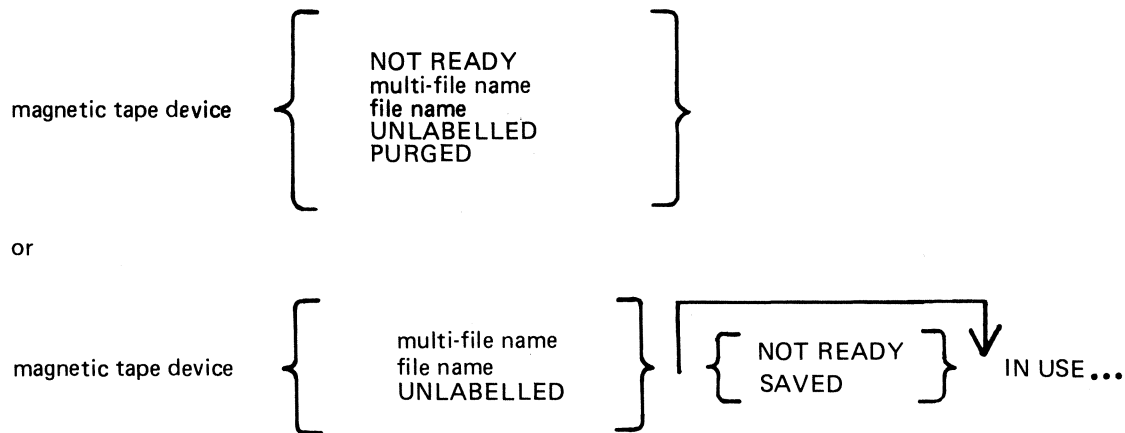 NOT READY
multi-file name
magnetic tape device
file name
UNLABELLED
PURGED
or
multi-file name
magnetic tape device
file name
UNLABELLED
NOT READY
SAVED
IN USE...